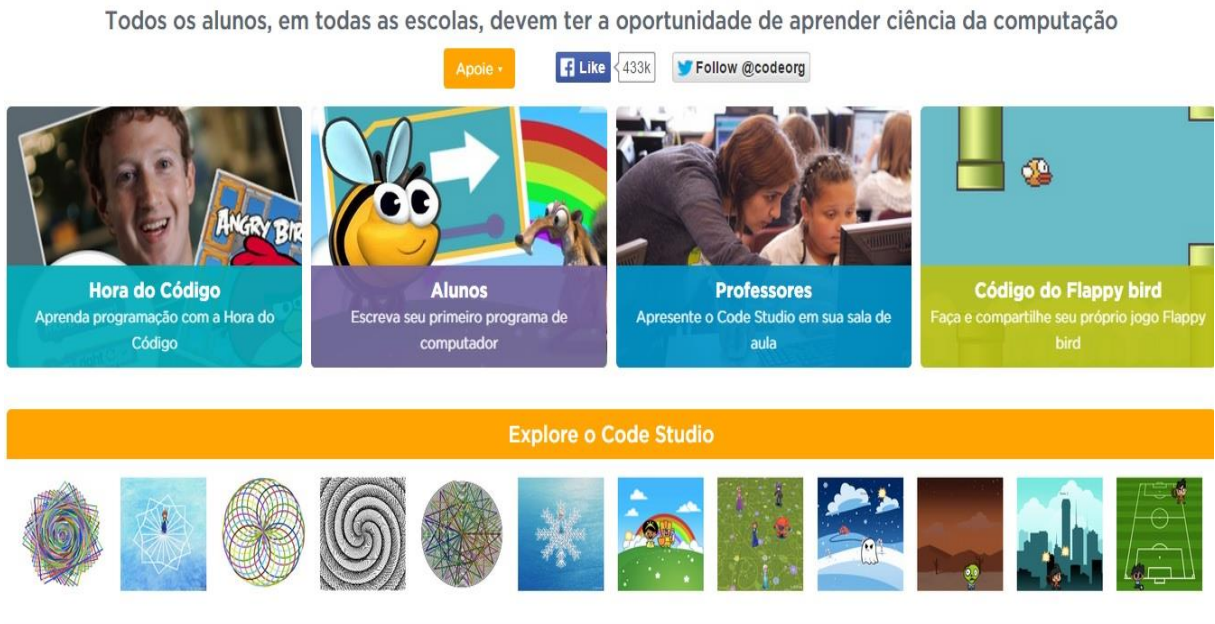 Todos os alunos, em todas as escolas, devem ter a oportunidade de aprender ciência da computação
Apoie
Like
433k
Follow @codeorg
ANGRY
Hora do Código
Aprenda programação com a Hora do
Código
Alunos
Escreva seu primeiro programa de
computador
Professores
Apresente o Code Studio em sua sala de
aula
Código do Flappy bird
Faça e compartilhe seu próprio jogo Flappy
bird
Explore o Code Studio